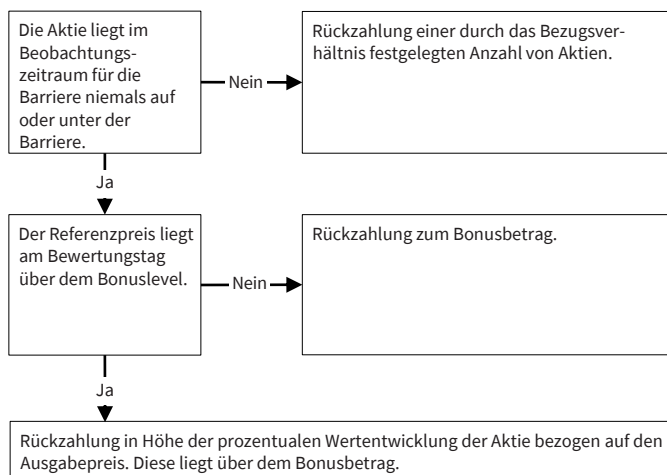 Die Aktie liegt im
Beobachtungs-
zeitraum für die
Barriere niemals auf
oder unter der
Barriere.
Nein
Rückzahlung einer durch das Bezugsver-
hältnis festgelegten Anzahl von Aktien.
Ja
Der Referenzpreis liegt
am Bewertungstag
über dem Bonuslevel.
Nein
Rückzahlung zum Bonusbetrag.
Ja
Rückzahlung in Höhe der prozentualen Wertentwicklung der Aktie bezogen auf den
Ausgabepreis. Diese liegt über dem Bonusbetrag.